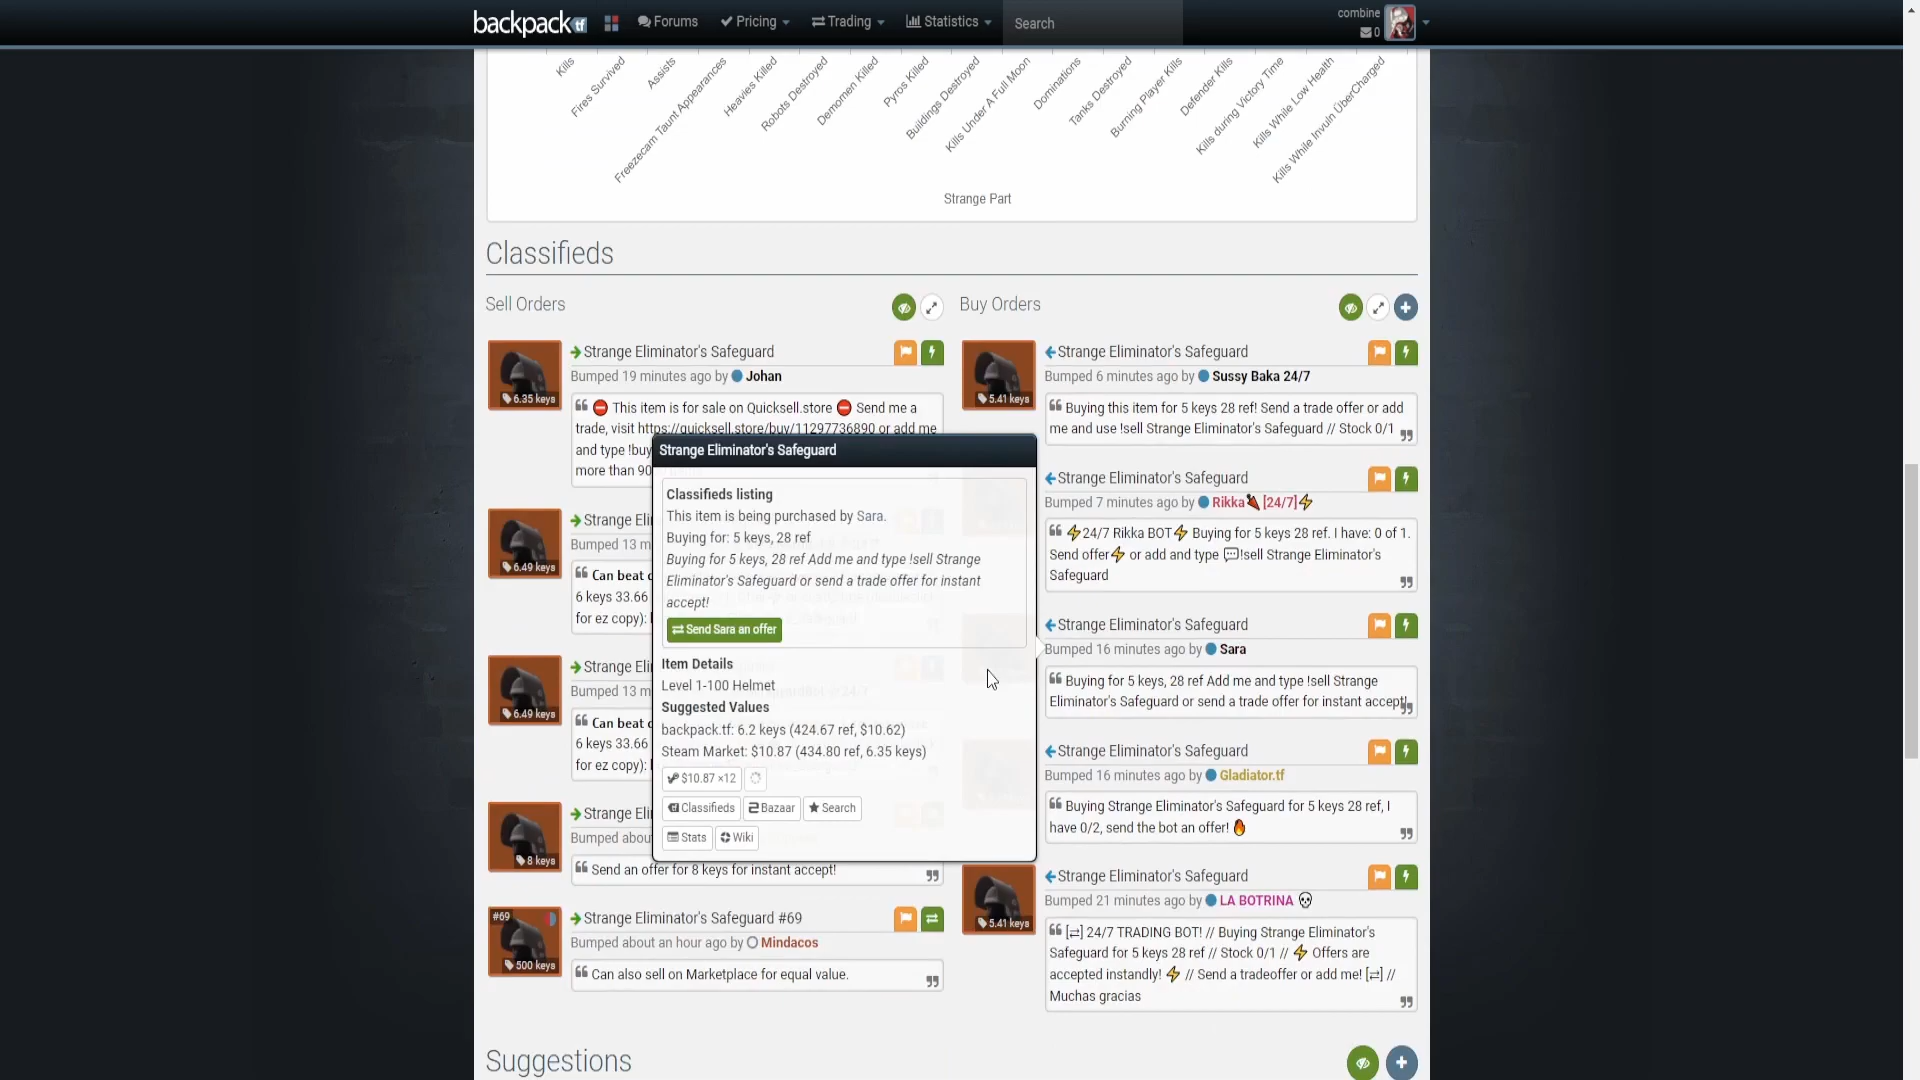 backpack tf
Forums
Pricing
Trading
Statistics
Search
combine
0
Kills
Fires Survived
Assists
Freezecam Taunt Appearances
Heavies Killed
Robots Destroyed
Demomen Killed
Pyros Killed
Buildings Destroyed
Kills Under A Full Moon
Dominations
Tanks Destroyed
Burning Player Kills
Defender Kills
Kills during Victory Time
Kills While Low Health
Kills While Invuln ÜberCharged
Strange Part
Classifieds
Sell Orders
6.35 keys
Strange Eliminator's Safeguard
Bumped 19 minutes ago by Johan
⛔ This item is for sale on Quicksell.store ⛔ Send me a
trade, visit https://quicksell.store/buy/11297736890 or add me
and type !buy
more than 90
6.49 keys
Strange Eli
Bumped 13 m
Can beat
6 keys 33.66
for ez copy):
6.49 keys
Strange Eli
Bumped 13 m
Can beat
6 keys 33.66
for ez copy):
8 keys
Strange Eli
Bumped abou
Send an offer for 8 keys for instant accept!
#69
500 keys
Strange Eliminator's Safeguard #69
Bumped about an hour ago by Mindacos
Can also sell on Marketplace for equal value.
Strange Eliminator's Safeguard
Classifieds listing
This item is being purchased by Sara.
Buying for: 5 keys, 28 ref
Buying for 5 keys, 28 ref Add me and type !sell Strange
Eliminator's Safeguard or send a trade offer for instant
accept!
Send Sara an offer
Item Details
Level 1-100 Helmet
Suggested Values
backpack.tf: 6.2 keys (424.67 ref, $10.62)
Steam Market: $10.87 (434.80 ref, 6.35 keys)
$10.87 ×12
Classifieds
Bazaar
Search
Stats
Wiki
Buy Orders
5.41 keys
Strange Eliminator's Safeguard
Bumped 6 minutes ago by Sussy Baka 24/7
Buying this item for 5 keys 28 ref! Send a trade offer or add
me and use !sell Strange Eliminator's Safeguard // Stock 0/1
Strange Eliminator's Safeguard
Bumped 7 minutes ago by Rikka [24/7]⚡
⚡24/7 Rikka BOT⚡ Buying for 5 keys 28 ref. I have: 0 of 1.
Send offer⚡ or add and type 💬!sell Strange Eliminator's
Safeguard
Strange Eliminator's Safeguard
Bumped 16 minutes ago by Sara
Buying for 5 keys, 28 ref Add me and type !sell Strange
Eliminator's Safeguard or send a trade offer for instant accept!
Strange Eliminator's Safeguard
Bumped 16 minutes ago by Gladiator.tf
Buying Strange Eliminator's Safeguard for 5 keys 28 ref, I
have 0/2, send the bot an offer! 🔥
5.41 keys
Strange Eliminator's Safeguard
Bumped 21 minutes ago by LA BOTRINA 💀
[⇄] 24/7 TRADING BOT! // Buying Strange Eliminator's
Safeguard for 5 keys 28 ref // Stock 0/1 // ⚡ Offers are
accepted instantly! ⚡ // Send a tradeoffer or add me! [⇄] //
Muchas gracias
Suggestions